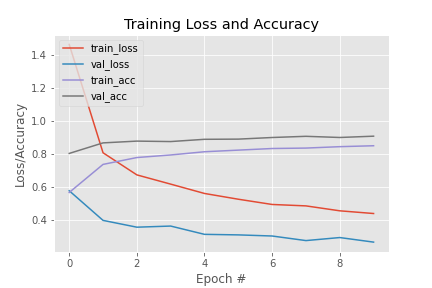 Training Loss and Accuracy
train_loss
val_loss
train_acc
val_acc
1.4
1.2
1.0
0.8
0.6
0.4
Loss/Accuracy
0 2 4 6 8
Epoch #